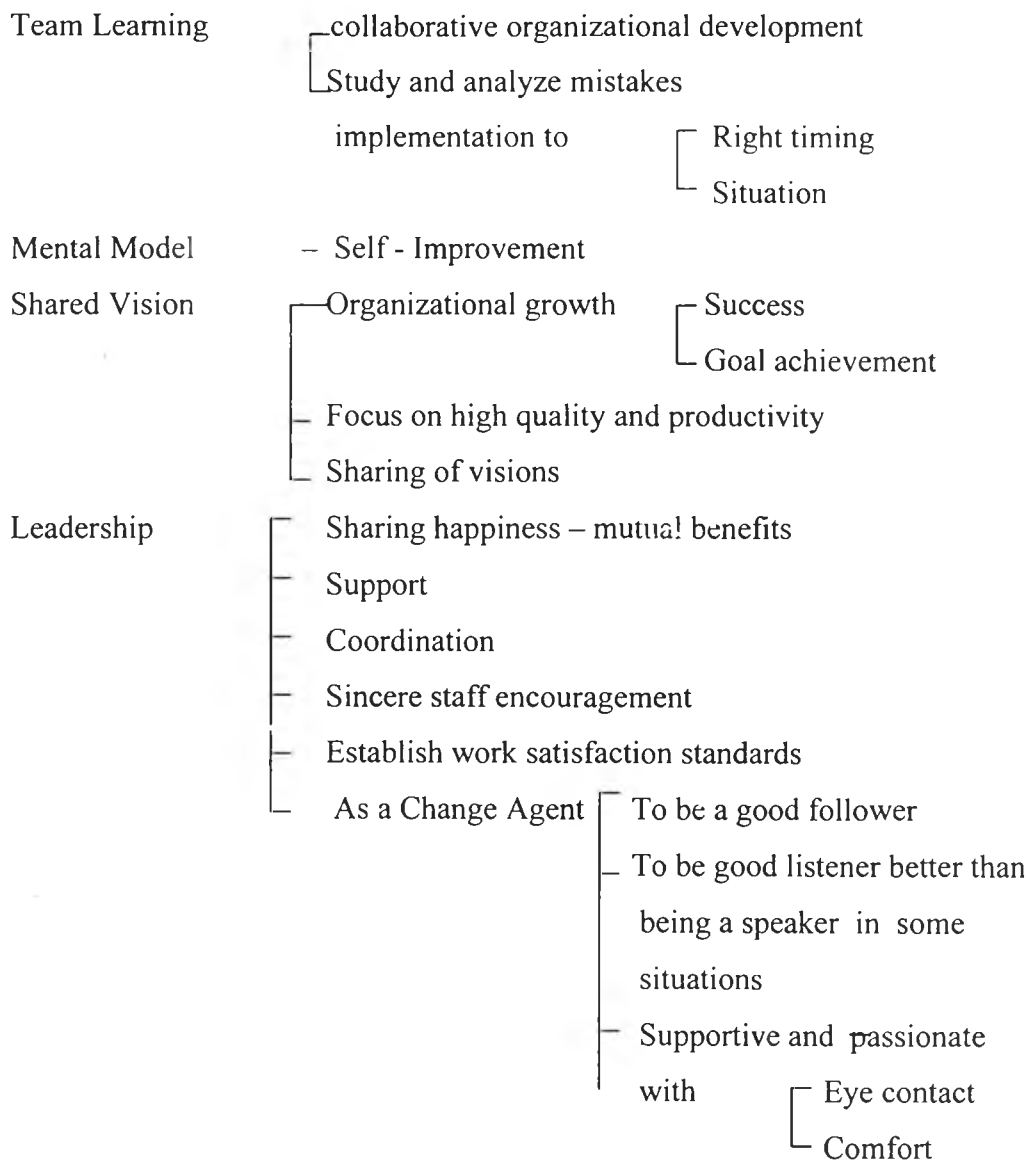 Team Learning collaborative organizational development
Study and analyze mistakes
implementation to Right timing
Situation
Mental Model – Self - Improvement
Shared Vision Organizational growth Success
Goal achievement
Focus on high quality and productivity
Sharing of visions
Leadership Sharing happiness – mutual benefits
Support
Coordination
Sincere staff encouragement
Establish work satisfaction standards
As a Change Agent To be a good follower
To be good listener better than
being a speaker in some
situations
Supportive and passionate
with Eye contact
Comfort